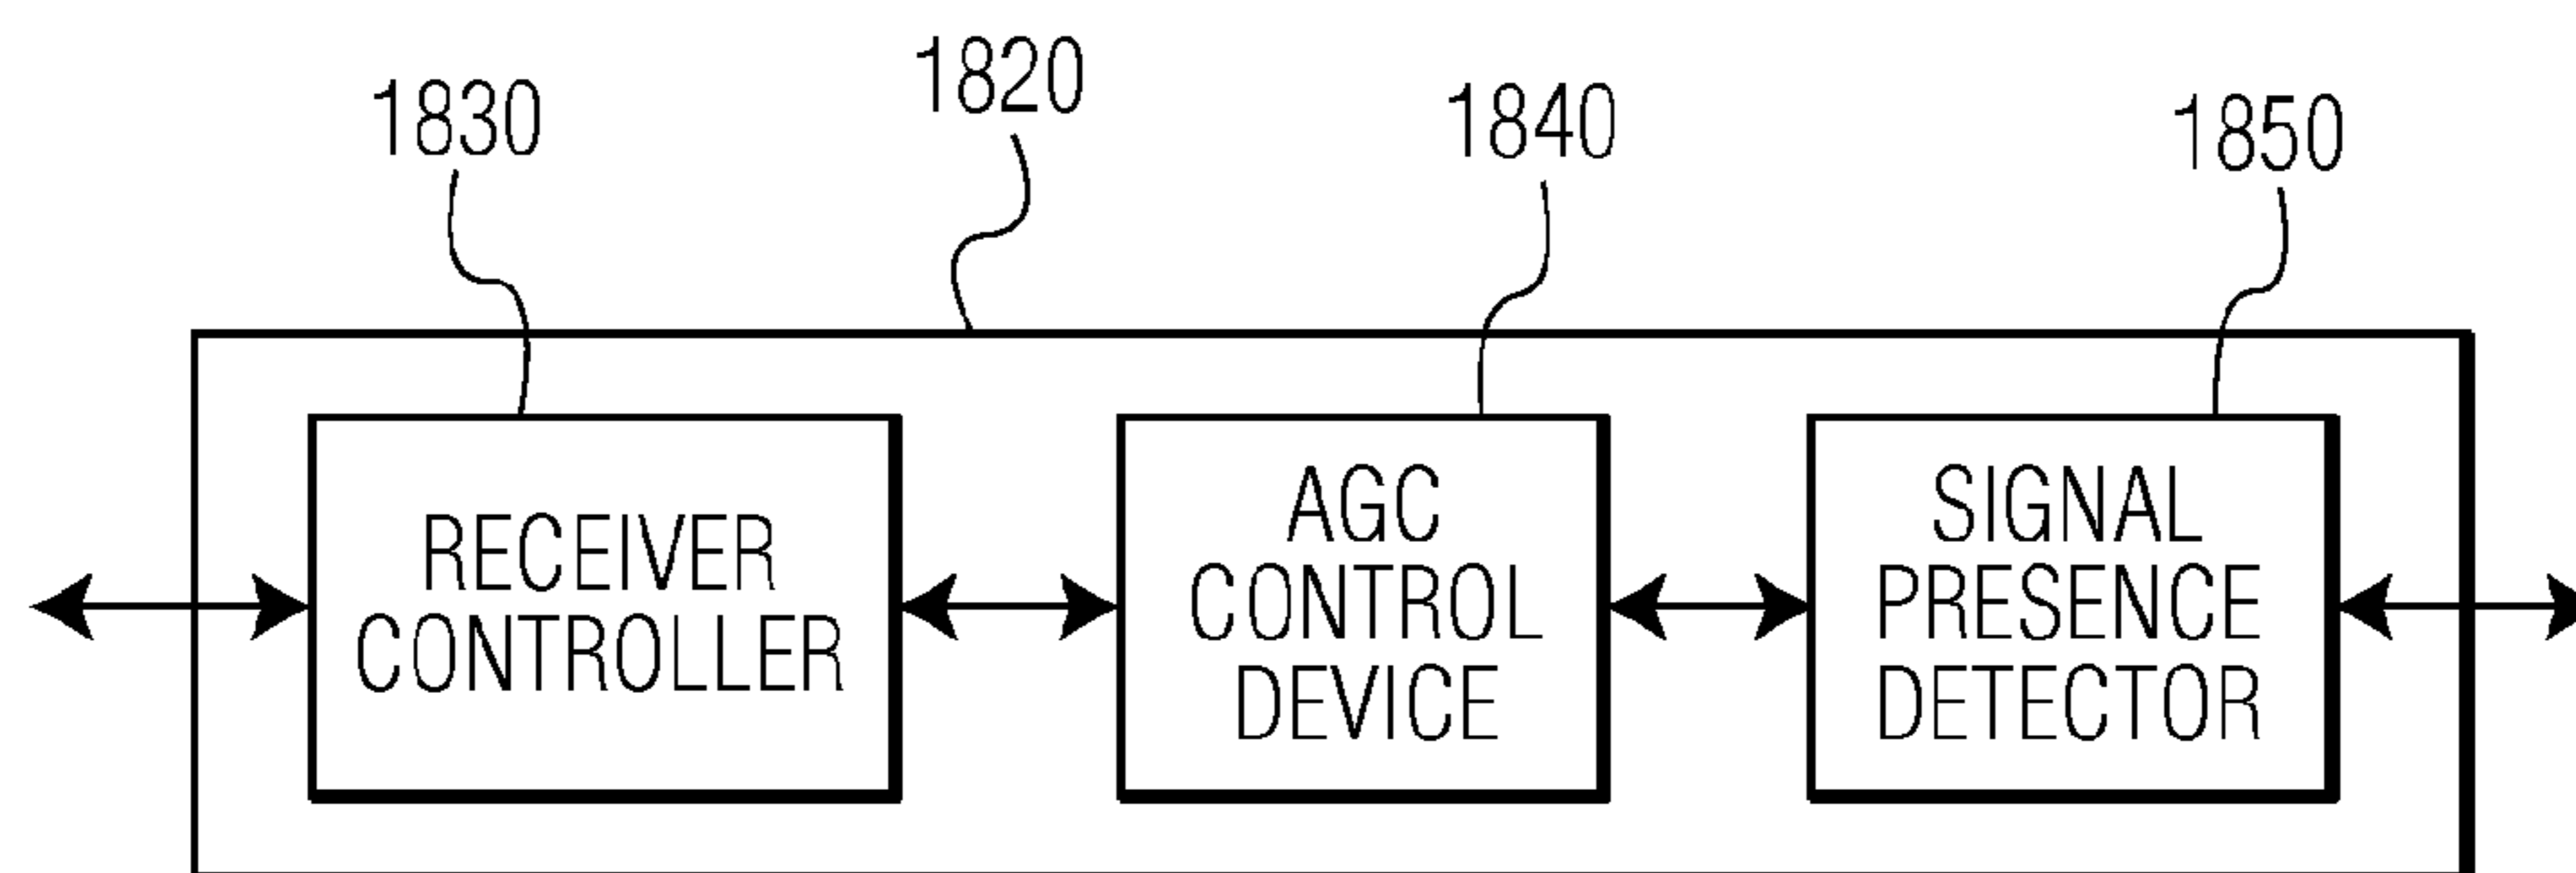 1830
1820
1840
1850
RECEIVER
CONTROLLER
AGC
CONTROL
DEVICE
SIGNAL
PRESENCE
DETECTOR